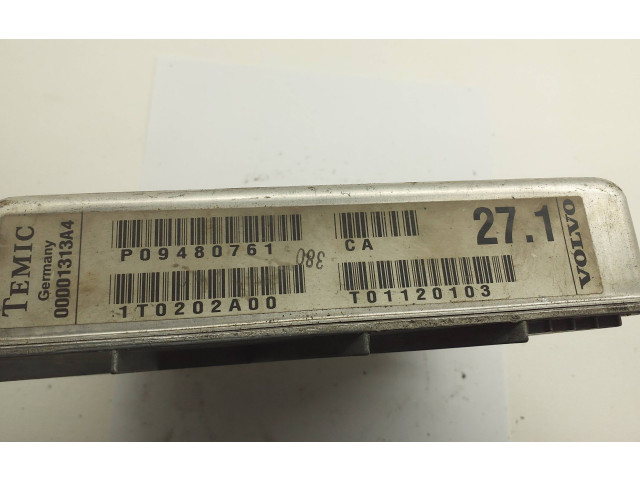 TEMIC
Germany
00001313A4
P09480761
CA
27.1
380
1T0202A00
T01120103
VOLVO